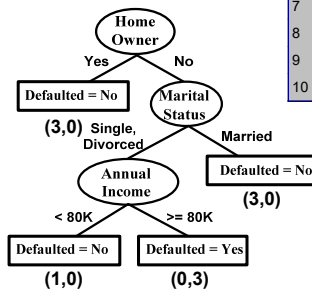 7
8
9
10
Home
Owner
Yes
No
Defaulted = No
(3,0)
Marital
Status
Single,
Divorced
Married
Annual
Income
Defaulted = No
(3,0)
< 80K
>= 80K
Defaulted = No
Defaulted = Yes
(1,0)
(0,3)